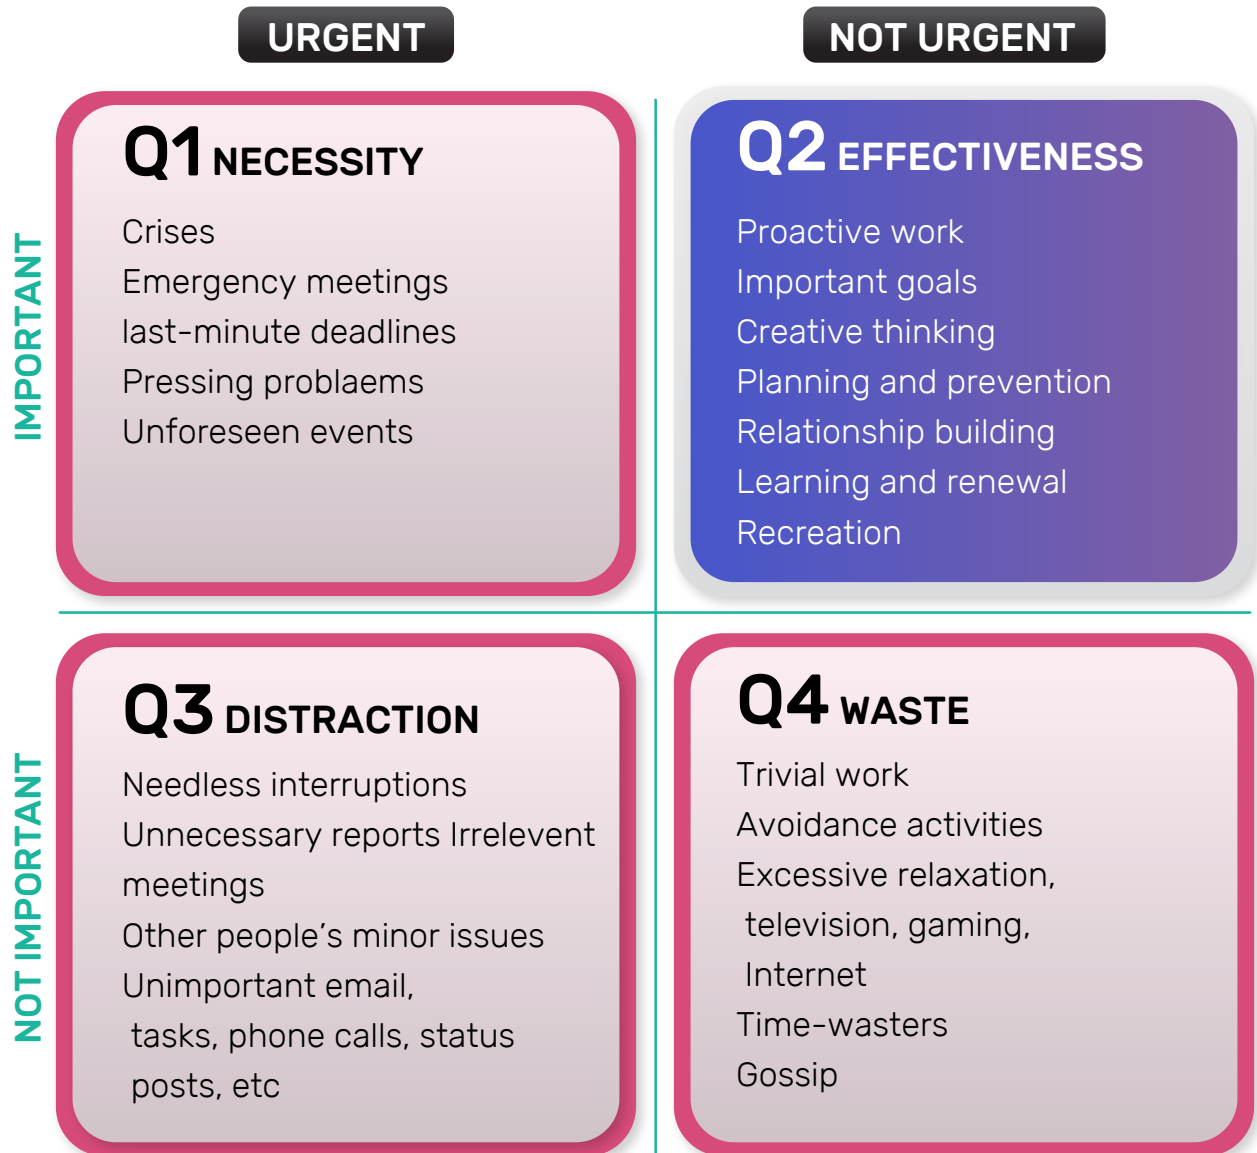 URGENT
NOT URGENT
IMPORTANT
Q1 NECESSITY
Crises
Emergency meetings
last-minute deadlines
Pressing problaems
Unforeseen events
Q2 EFFECTIVENESS
Proactive work
Important goals
Creative thinking
Planning and prevention
Relationship building
Learning and renewal
Recreation
NOT IMPORTANT
Q3 DISTRACTION
Needless interruptions
Unnecessary reports Irrelevent
meetings
Other people’s minor issues
Unimportant email,
tasks, phone calls, status
posts, etc
Q4 WASTE
Trivial work
Avoidance activities
Excessive relaxation,
television, gaming,
Internet
Time-wasters
Gossip